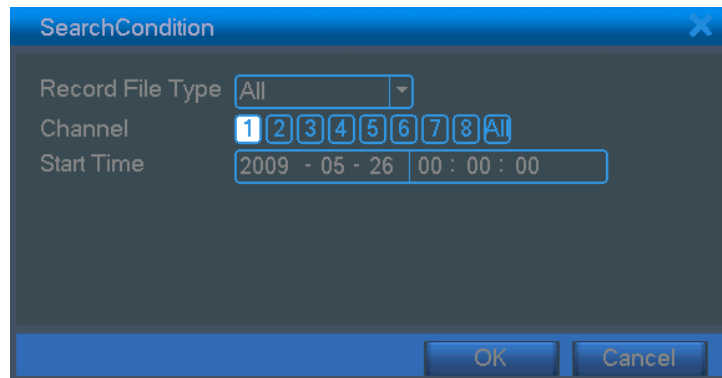 SearchCondition
Record File Type All
Channel 1 2 3 4 5 6 7 8 All
Start Time 2009 - 05 - 26 00 : 00 : 00
OK Cancel